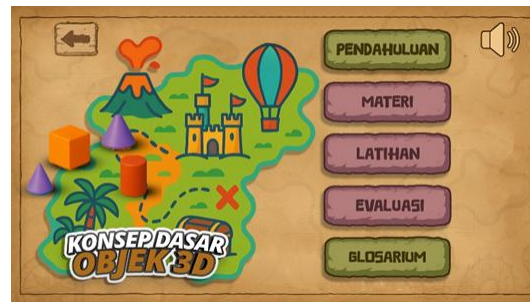 PENDAHULUAN
MATERI
LATIHAN
EVALUASI
GLOSARIUM
KONSEP DASAR
OBJEK 3D